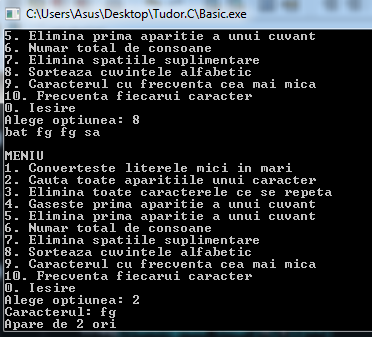 C:\Users\Asus\Desktop\Tudor.C\Basic.exe
5. Elimina prima aparitie a unui cuvant
6. Numar total de consoane
7. Elimina spatiile suplimentare
8. Sorteaza cuvintele alfabetic
9. Caracterul cu frecventa cea mai mica
10. Frecventa fiecarui caracter
0. Iesire
Alege optiunea: 8
bat fg fg sa
MENIU
1. Converteste literele mici in mari
2. Cauta toate aparitiile unui caracter
3. Elimina toate caracterele ce se repeta
4. Gaseste prima aparitie a unui cuvant
5. Elimina prima aparitie a unui cuvant
6. Numar total de consoane
7. Elimina spatiile suplimentare
8. Sorteaza cuvintele alfabetic
9. Caracterul cu frecventa cea mai mica
10. Frecventa fiecarui caracter
0. Iesire
Alege optiunea: 2
Caracterul: fg
Apare de 2 ori